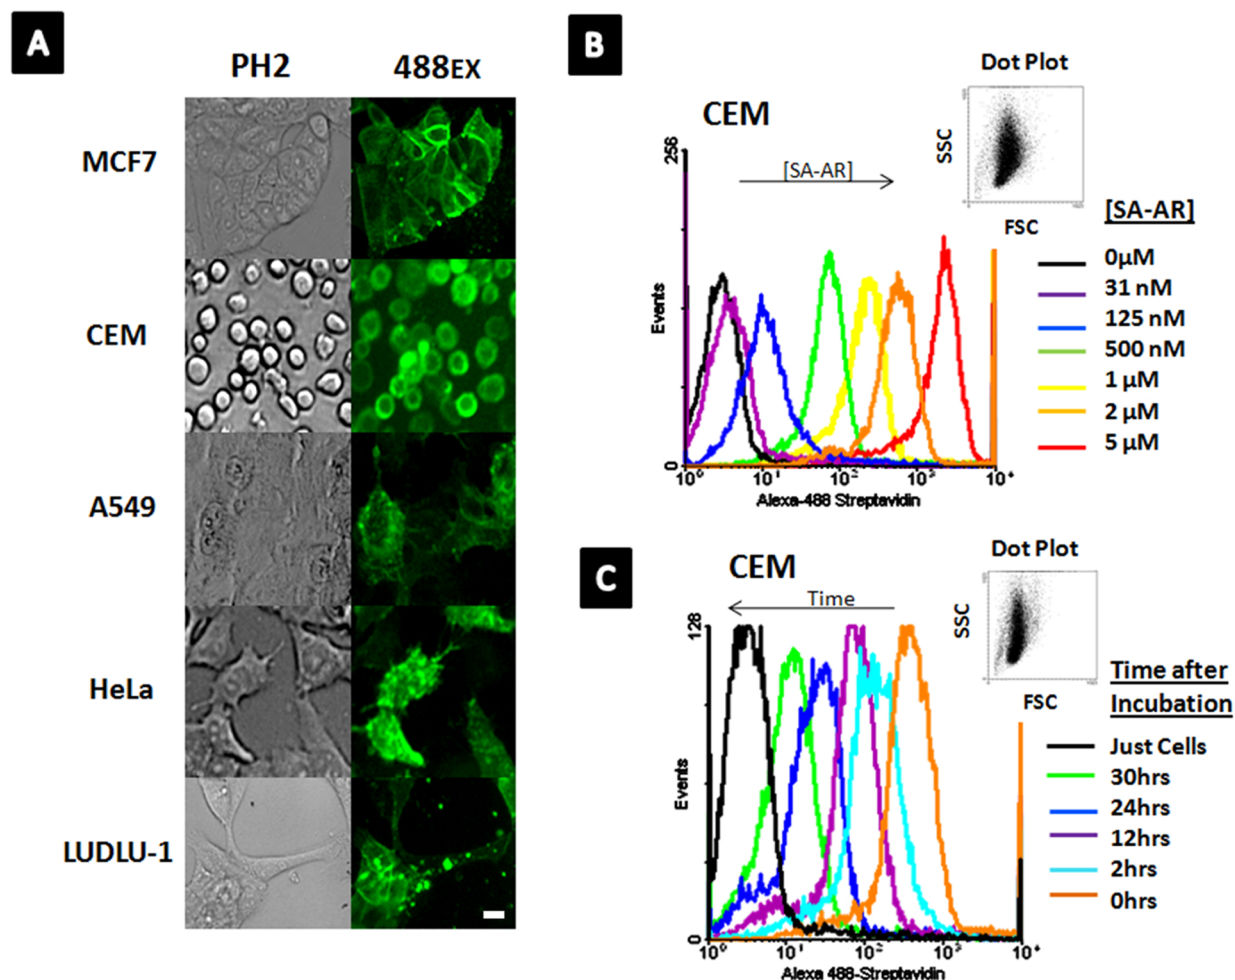 A
PH2
488EX
MCF7
CEM
A549
HeLa
LUDLU-1
B
Dot Plot
CEM
SSC
FSC
256
[SA-AR]
Events
0
10⁰ 10¹ 10² 10³ 10⁴
Alexa-488 Streptavidin
[SA-AR]
0µM
31 nM
125 nM
500 nM
1 µM
2 µM
5 µM
C
Dot Plot
CEM
SSC
FSC
Time
128
Events
0
10⁰ 10¹ 10² 10³ 10⁴
Alexa 488-Streptavidin
Time after
Incubation
Just Cells
30hrs
24hrs
12hrs
2hrs
0hrs